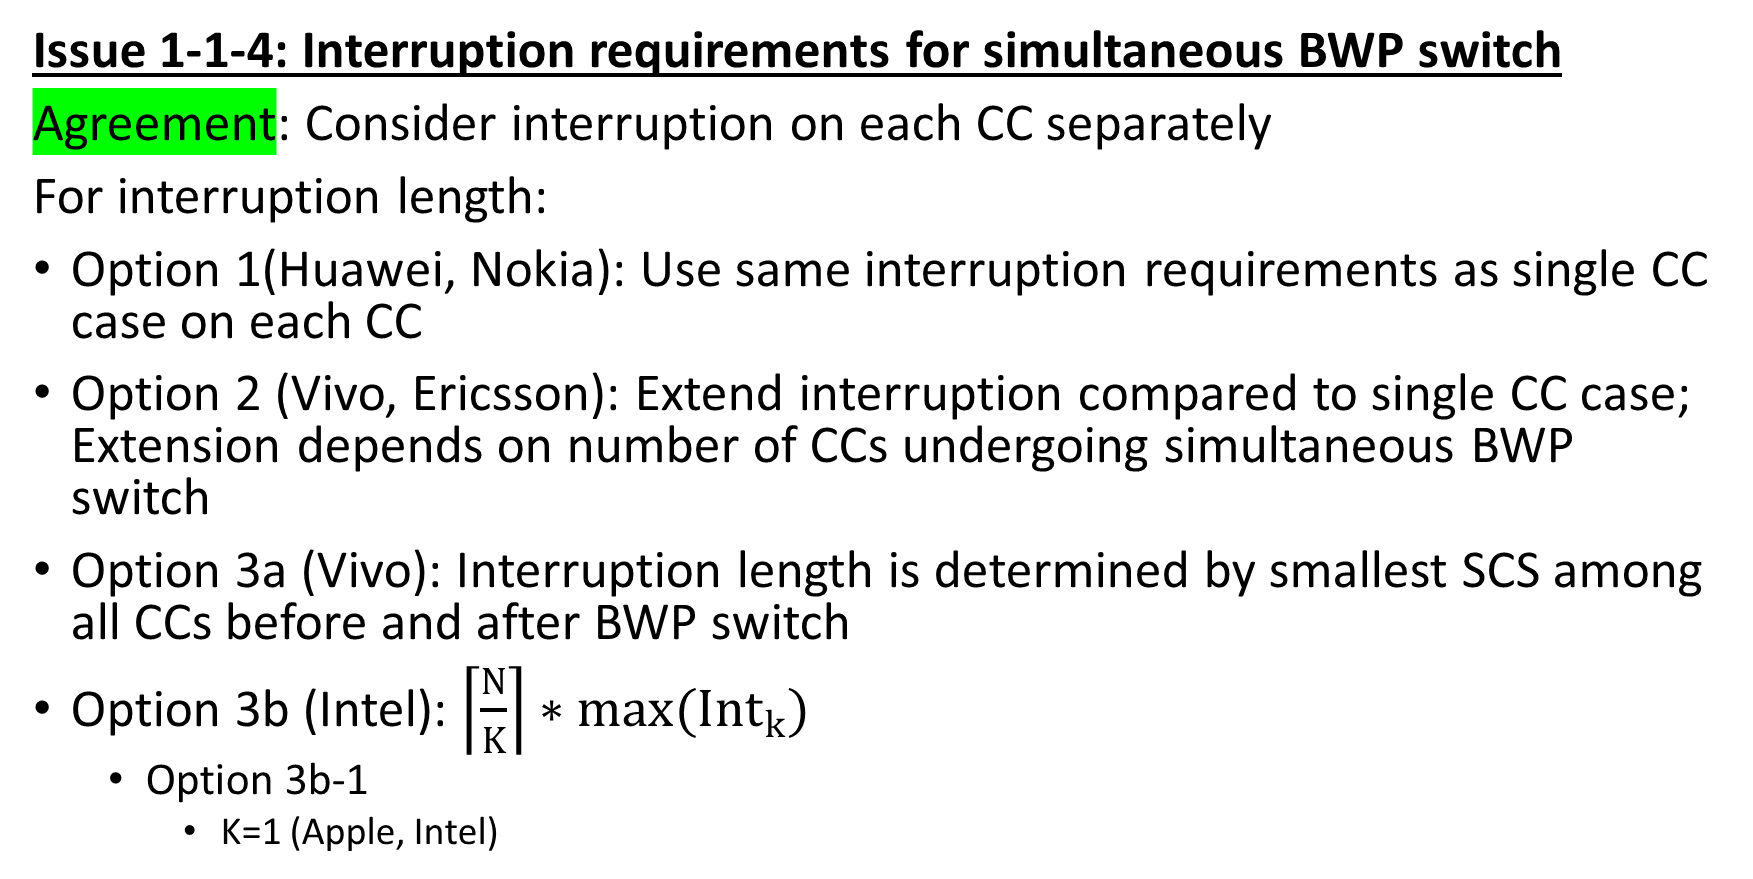 Issue 1-1-4: Interruption requirements for simultaneous BWP switch
Agreement: Consider interruption on each CC separately
For interruption length:
• Option 1(Huawei, Nokia): Use same interruption requirements as single CC
case on each CC
• Option 2 (Vivo, Ericsson): Extend interruption compared to single CC case;
Extension depends on number of CCs undergoing simultaneous BWP
switch
• Option 3a (Vivo): Interruption length is determined by smallest SCS among
all CCs before and after BWP switch
• Option 3b (Intel): ⌈N/K⌉ * max(Intₖ)
• Option 3b-1
• K=1 (Apple, Intel)